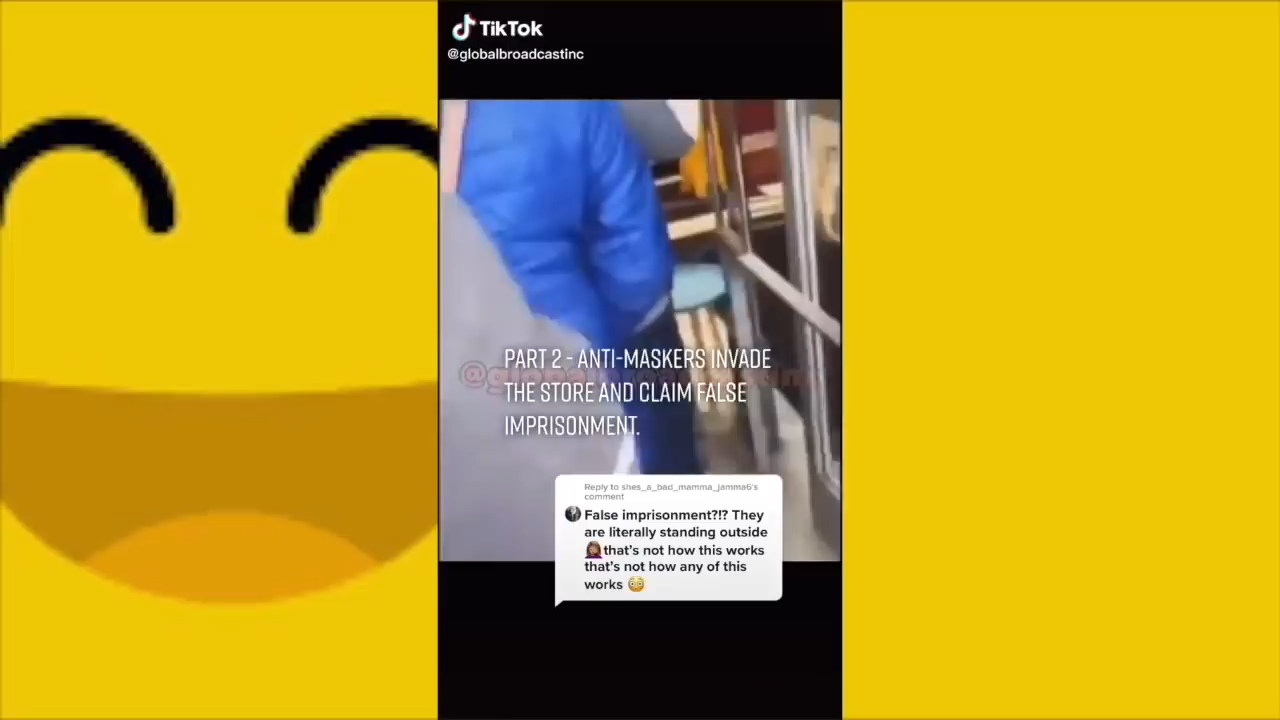 TikTok
@globalbroadcastinc
PART 2 - ANTI-MASKERS INVADE
THE STORE AND CLAIM FALSE
IMPRISONMENT.
Reply to shes_a_bad_mamma_jamma6's
comment
False imprisonment?!? They
are literally standing outside
🤦🏽‍♀️that's not how this works
that's not how any of this
works 😳